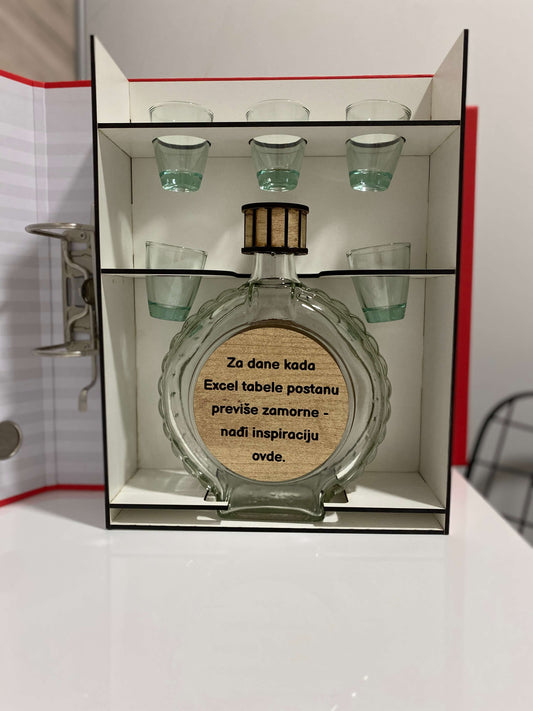 Za dane kada
Excel tabele postanu
previše zamorne -
nađi inspiraciju
ovde.